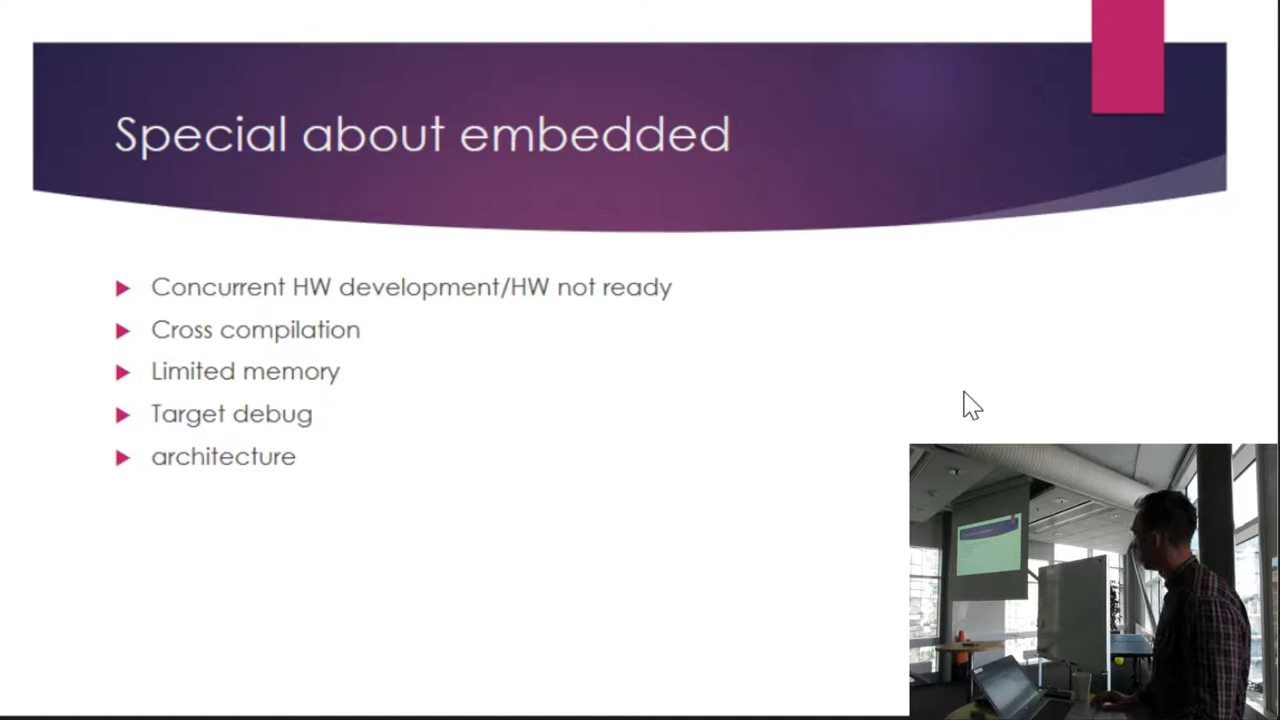 Special about embedded
Concurrent HW development/HW not ready
Cross compilation
Limited memory
Target debug
architecture